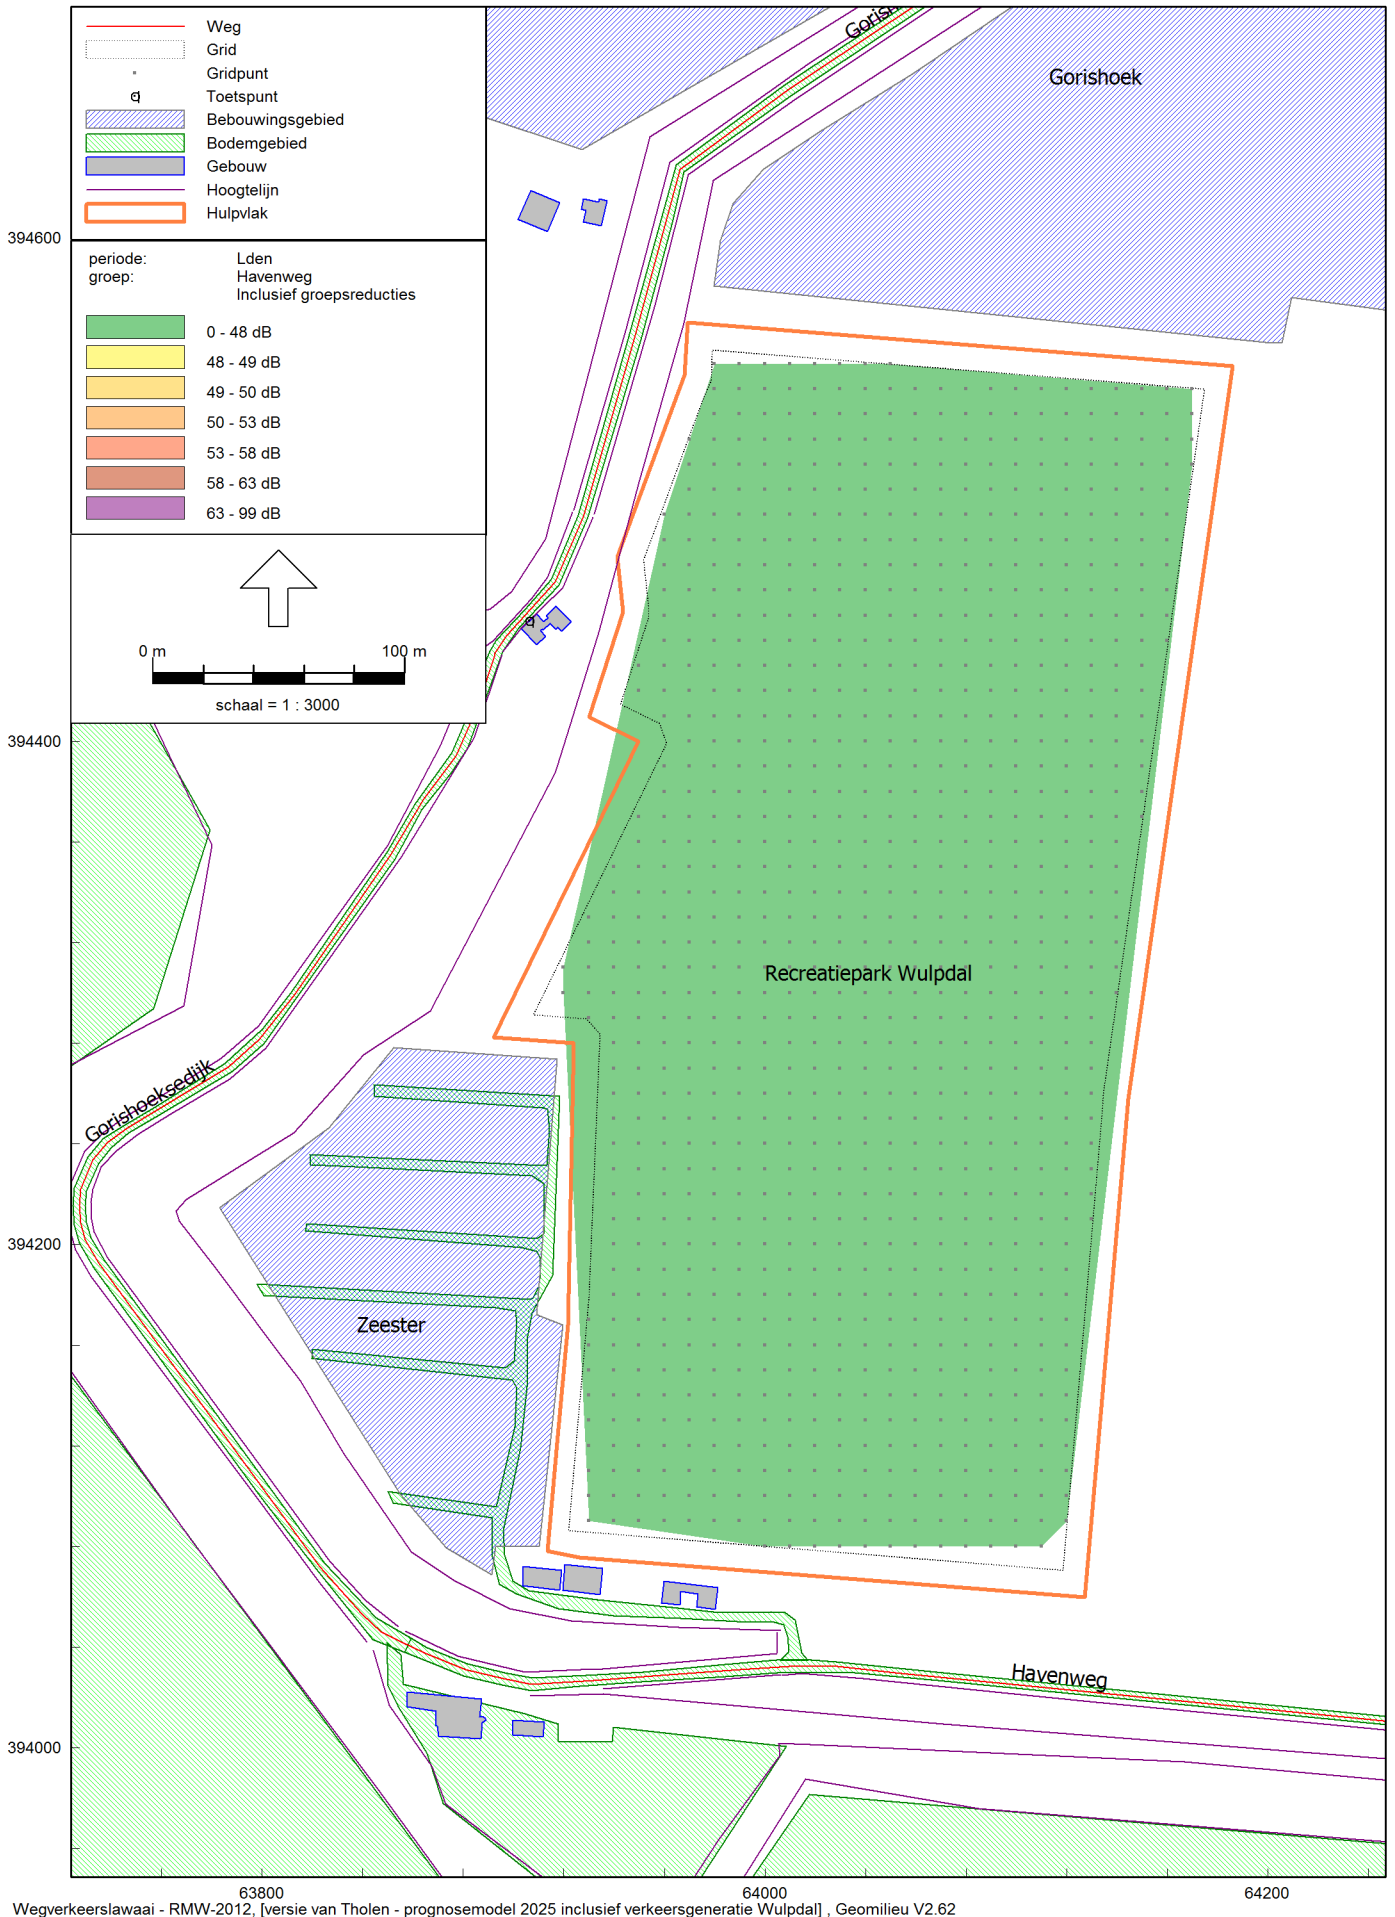 Weg
Grid
Gridpunt
Toetspunt
Bebouwingsgebied
Bodemgebied
Gebouw
Hoogtelijn
Hulpvlak
periode: Lden
groep: Havenweg
Inclusief groepsreducties
0 - 48 dB
48 - 49 dB
49 - 50 dB
50 - 53 dB
53 - 58 dB
58 - 63 dB
63 - 99 dB
0 m 100 m
schaal = 1 : 3000
Gorishoek
394600
394400
Recreatiepark Wulpdal
Gorishoeksedijk
394200
Zeester
Havenweg
394000
63800 64000 64200
Wegverkeerslawaai - RMW-2012, [versie van Tholen - prognosemodel 2025 inclusief verkeersgeneratie Wulpdal] , Geomilieu V2.62